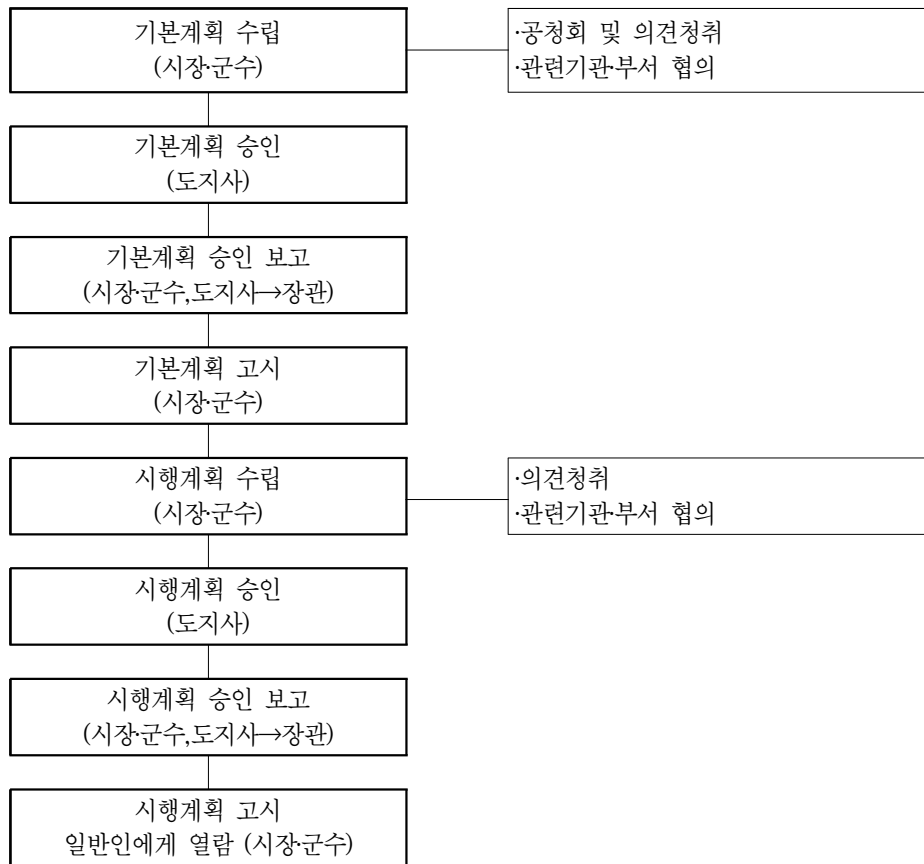 기본계획 수립
(시장·군수)
·공청회 및 의견청취
·관련기관·부서 협의
기본계획 승인
(도지사)
기본계획 승인 보고
(시장·군수,도지사→장관)
기본계획 고시
(시장·군수)
시행계획 수립
(시장·군수)
·의견청취
·관련기관·부서 협의
시행계획 승인
(도지사)
시행계획 승인 보고
(시장·군수,도지사→장관)
시행계획 고시
일반인에게 열람 (시장·군수)